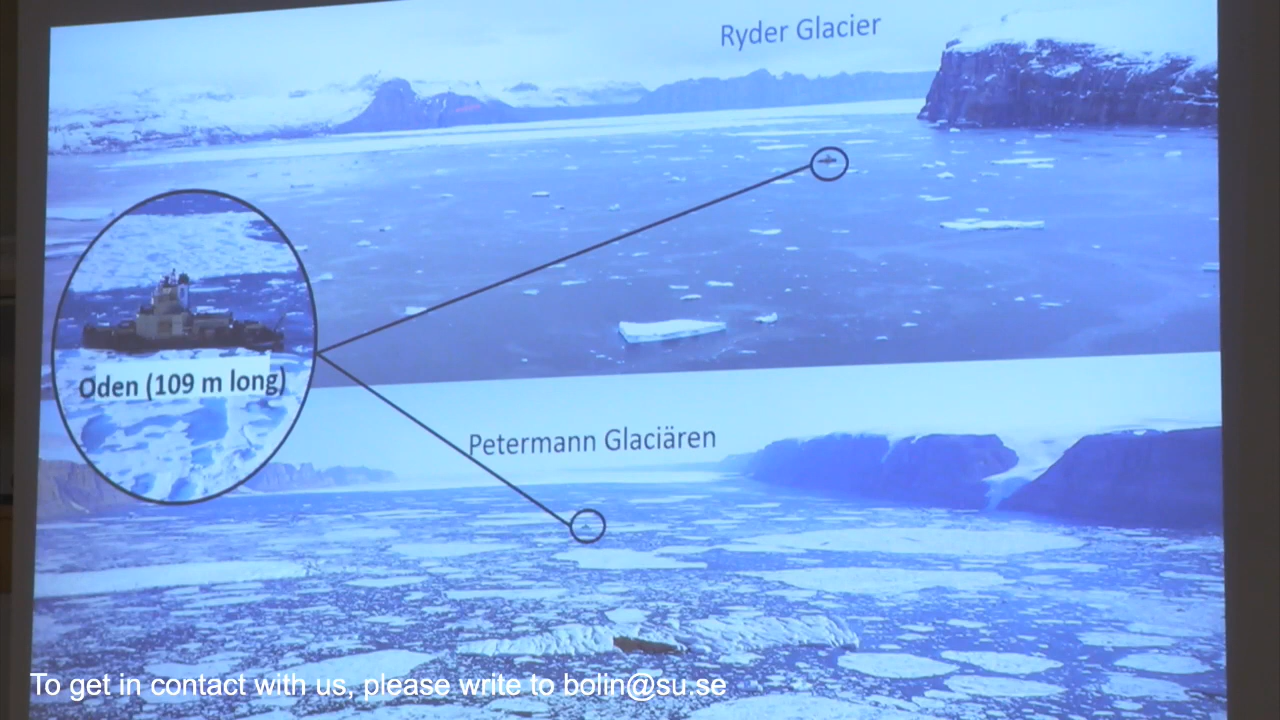 Ryder Glacier
Oden (109 m long)
Petermann Glaciären
To get in contact with us, please write to bolin@su.se